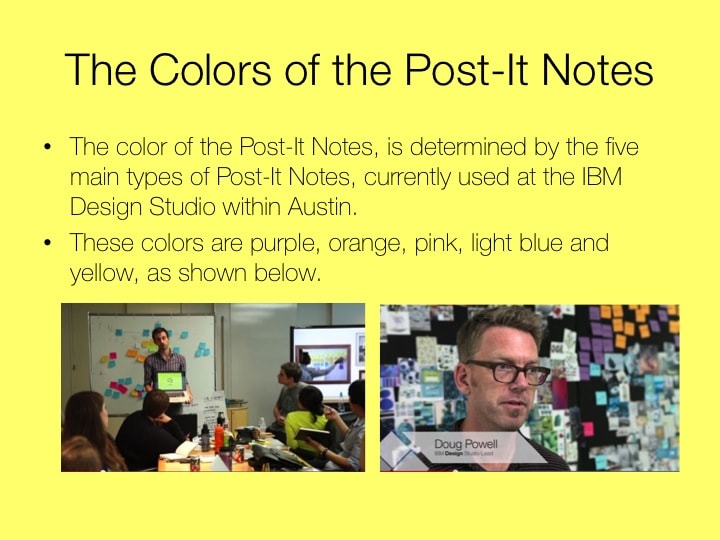 The Colors of the Post-It Notes
• The color of the Post-It Notes, is determined by the five
main types of Post-It Notes, currently used at the IBM
Design Studio within Austin.
• These colors are purple, orange, pink, light blue and
yellow, as shown below.
Doug Powell
IBM Design Studio Lead